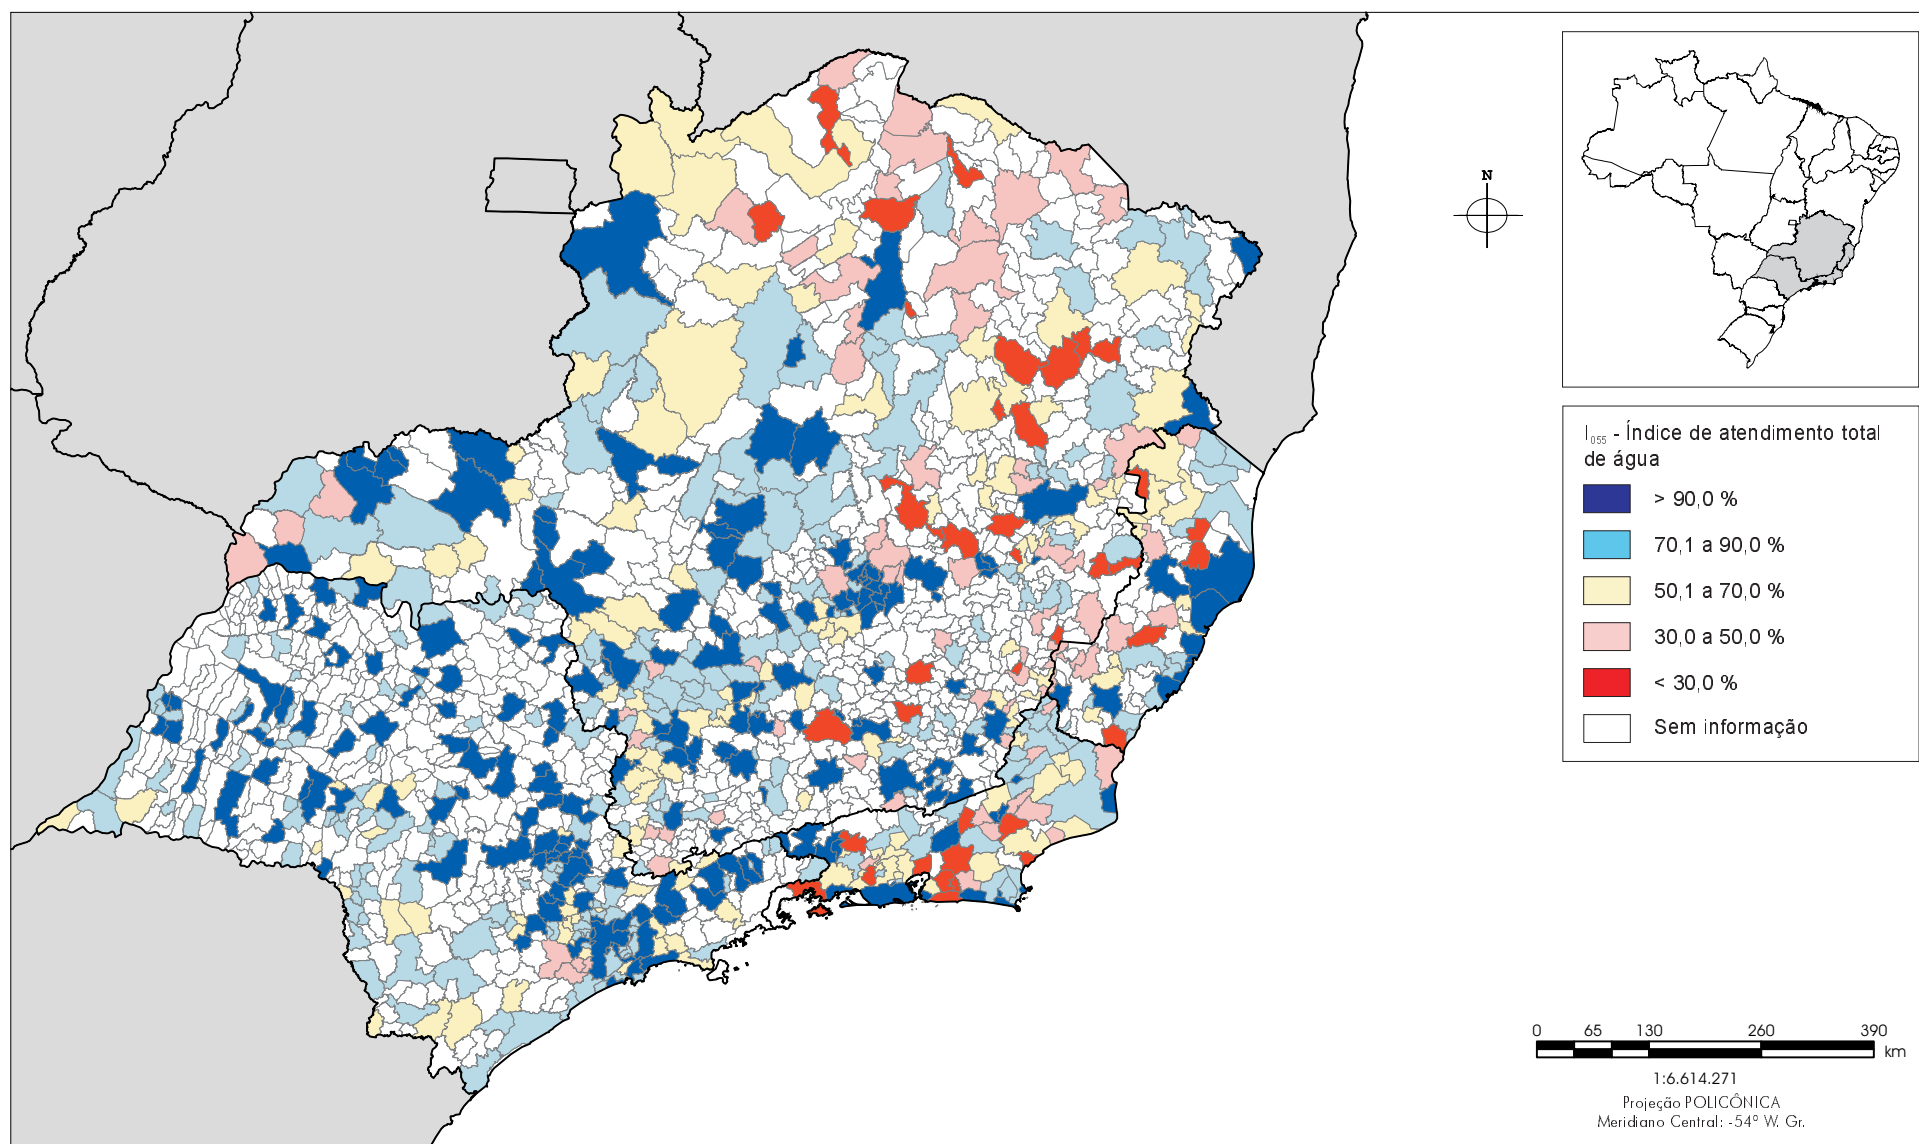 N
I055 - Índice de atendimento total
de água
> 90,0 %
70,1 a 90,0 %
50,1 a 70,0 %
30,0 a 50,0 %
< 30,0 %
Sem informação
0 65 130 260 390
km
1:6.614.271
Projeção POLICÔNICA
Meridiano Central: -54º W. Gr.